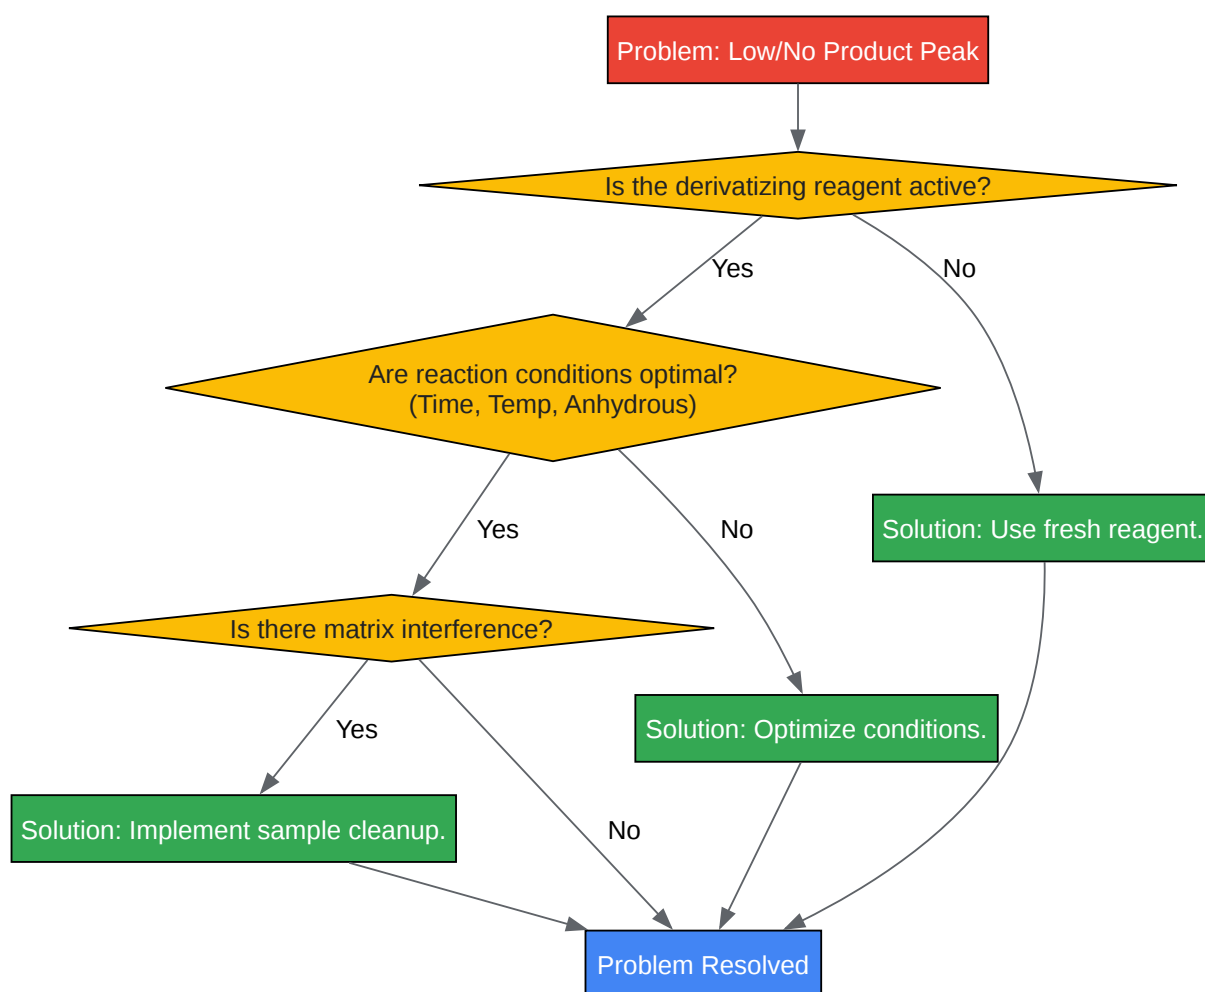 Problem: Low/No Product Peak
Is the derivatizing reagent active?
Yes
No
Are reaction conditions optimal?
(Time, Temp, Anhydrous)
Yes
No
Solution: Use fresh reagent.
Is there matrix interference?
Yes
No
Solution: Optimize conditions.
Solution: Implement sample cleanup.
Problem Resolved